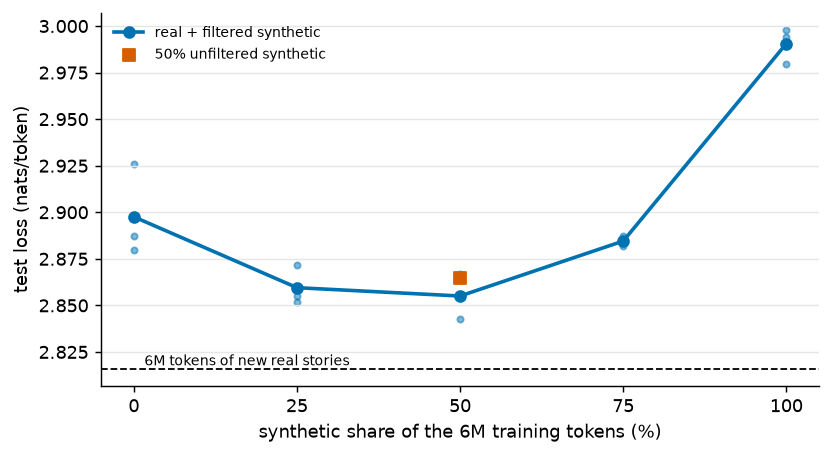 3.000
2.975
2.950
2.925
2.900
2.875
2.850
2.825
test loss (nats/token)
real + filtered synthetic
50% unfiltered synthetic
6M tokens of new real stories
0 25 50 75 100
synthetic share of the 6M training tokens (%)